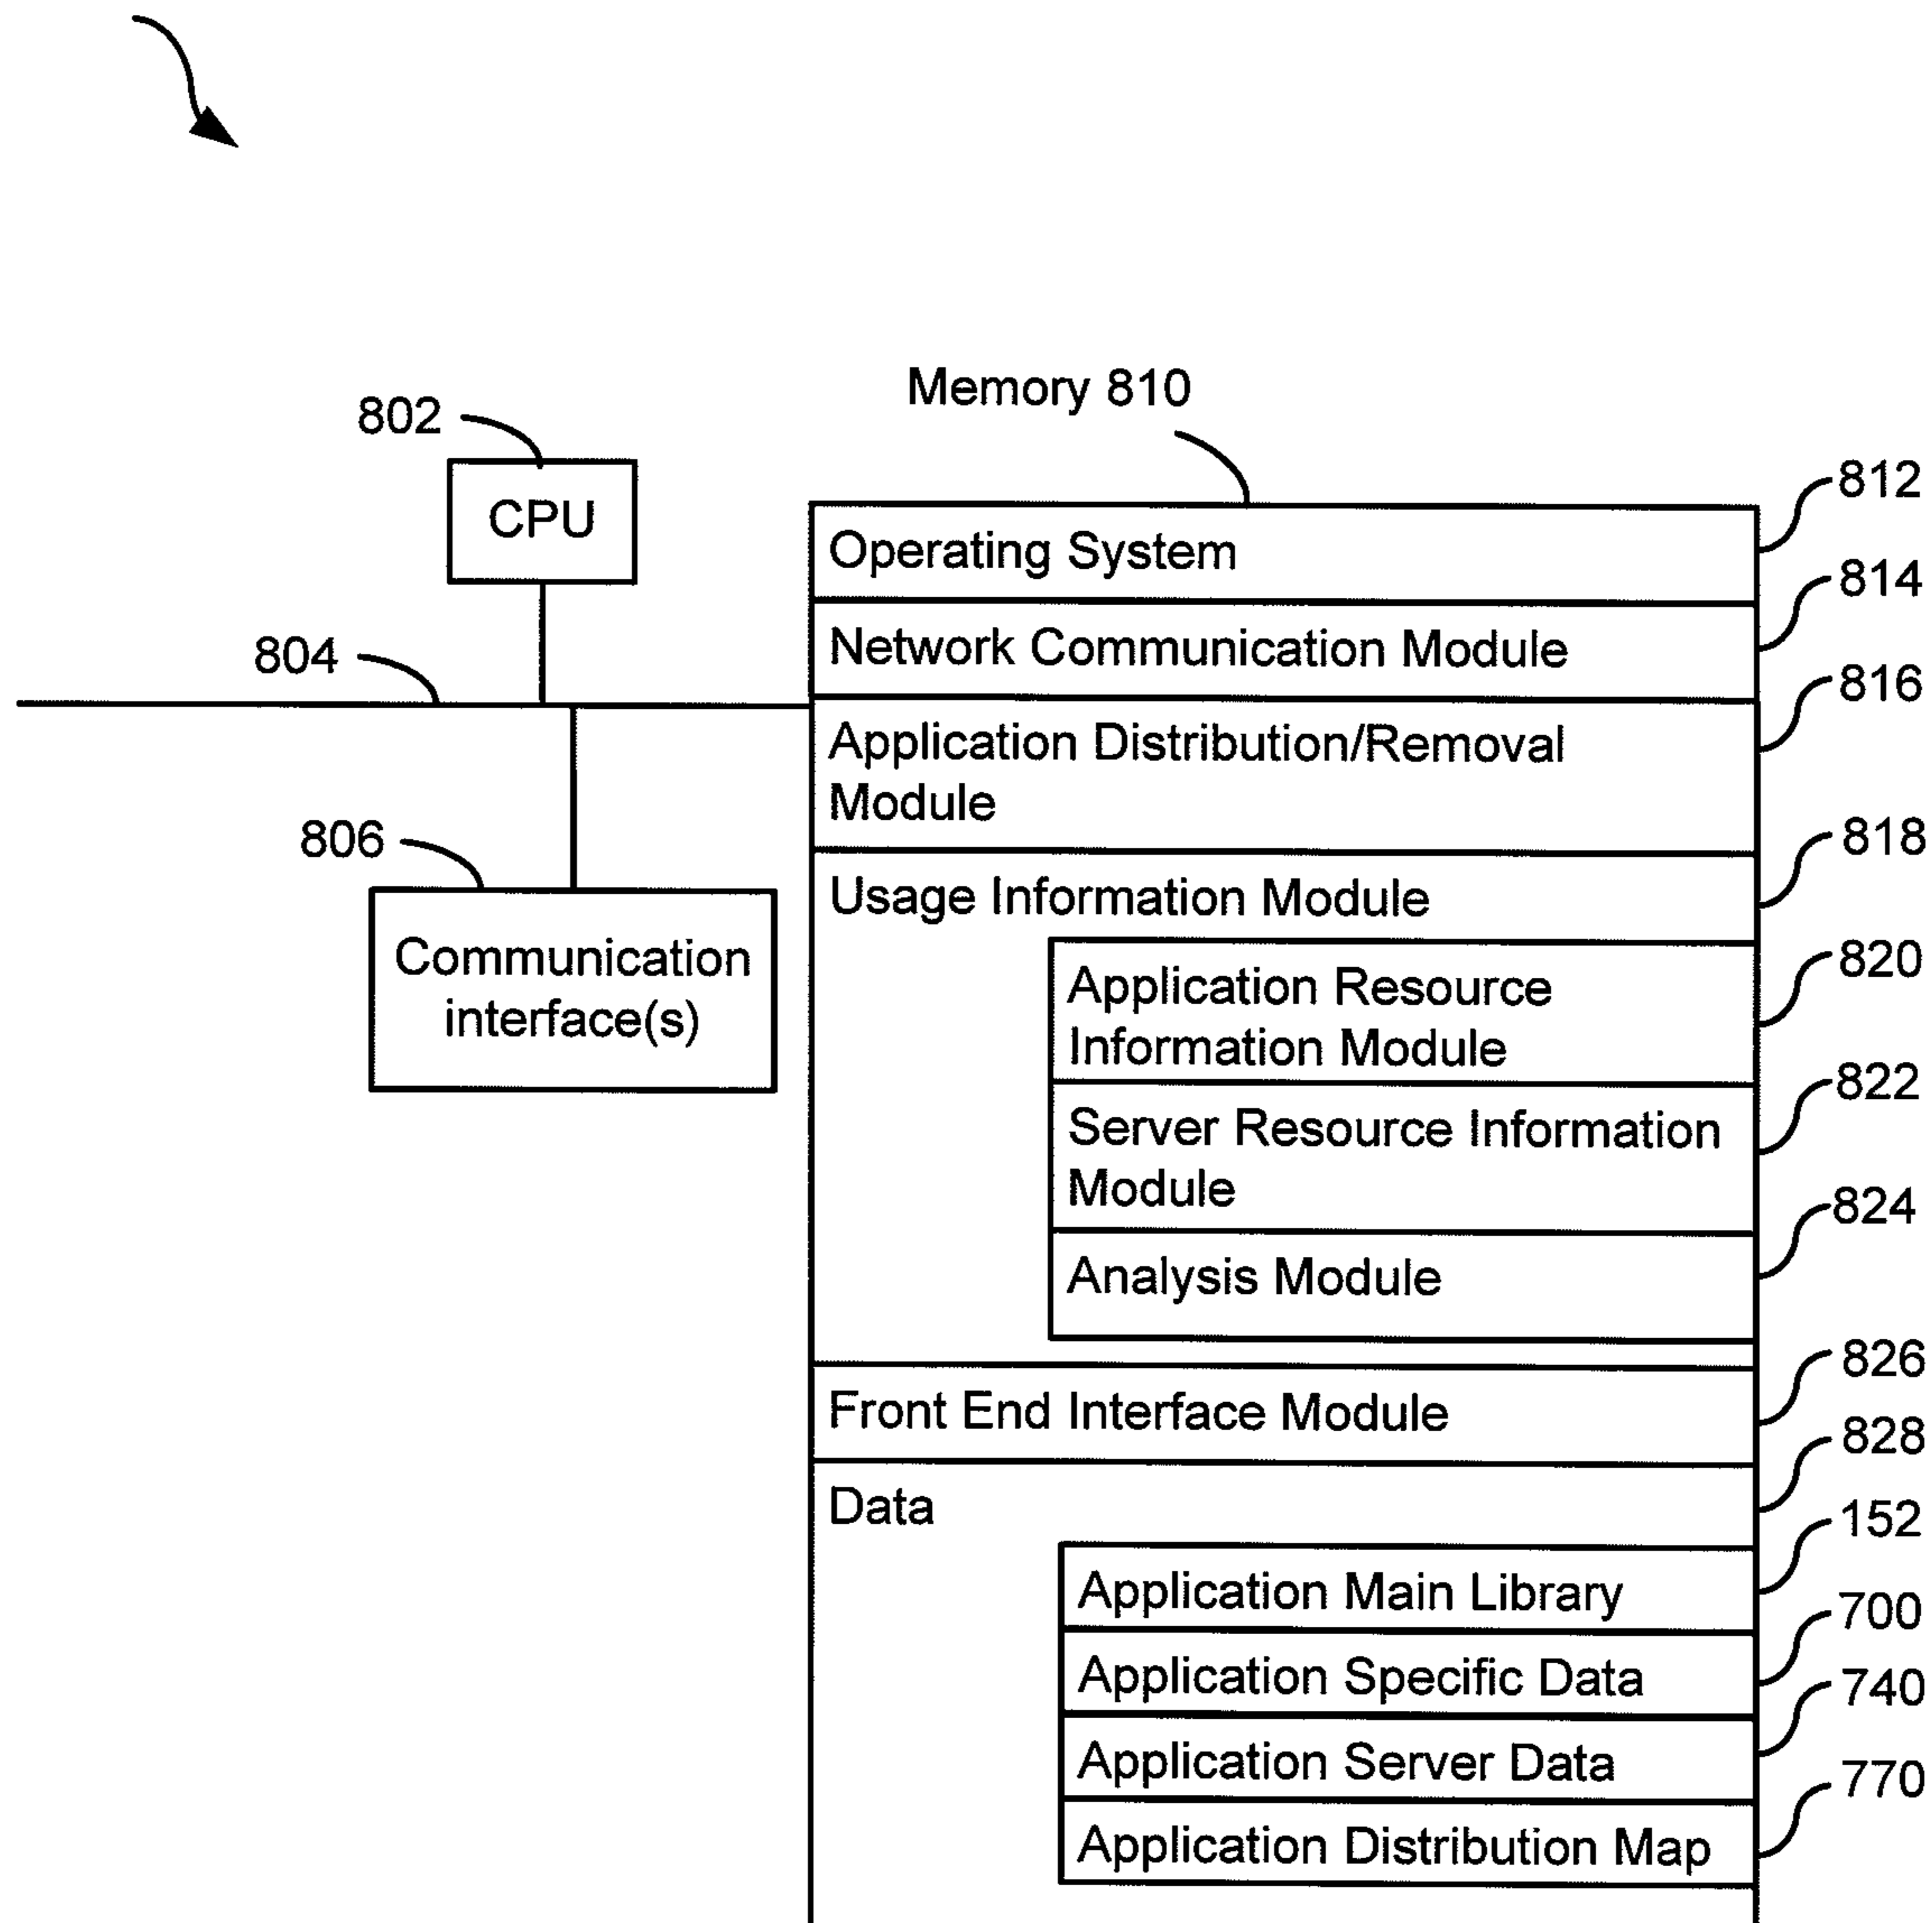 Memory 810
802
CPU
804
806
Communication
interface(s)
Operating System
812
Network Communication Module
814
Application Distribution/Removal
Module
816
Usage Information Module
818
Application Resource
Information Module
820
Server Resource Information
Module
822
Analysis Module
824
Front End Interface Module
826
Data
828
Application Main Library
152
Application Specific Data
700
Application Server Data
740
Application Distribution Map
770